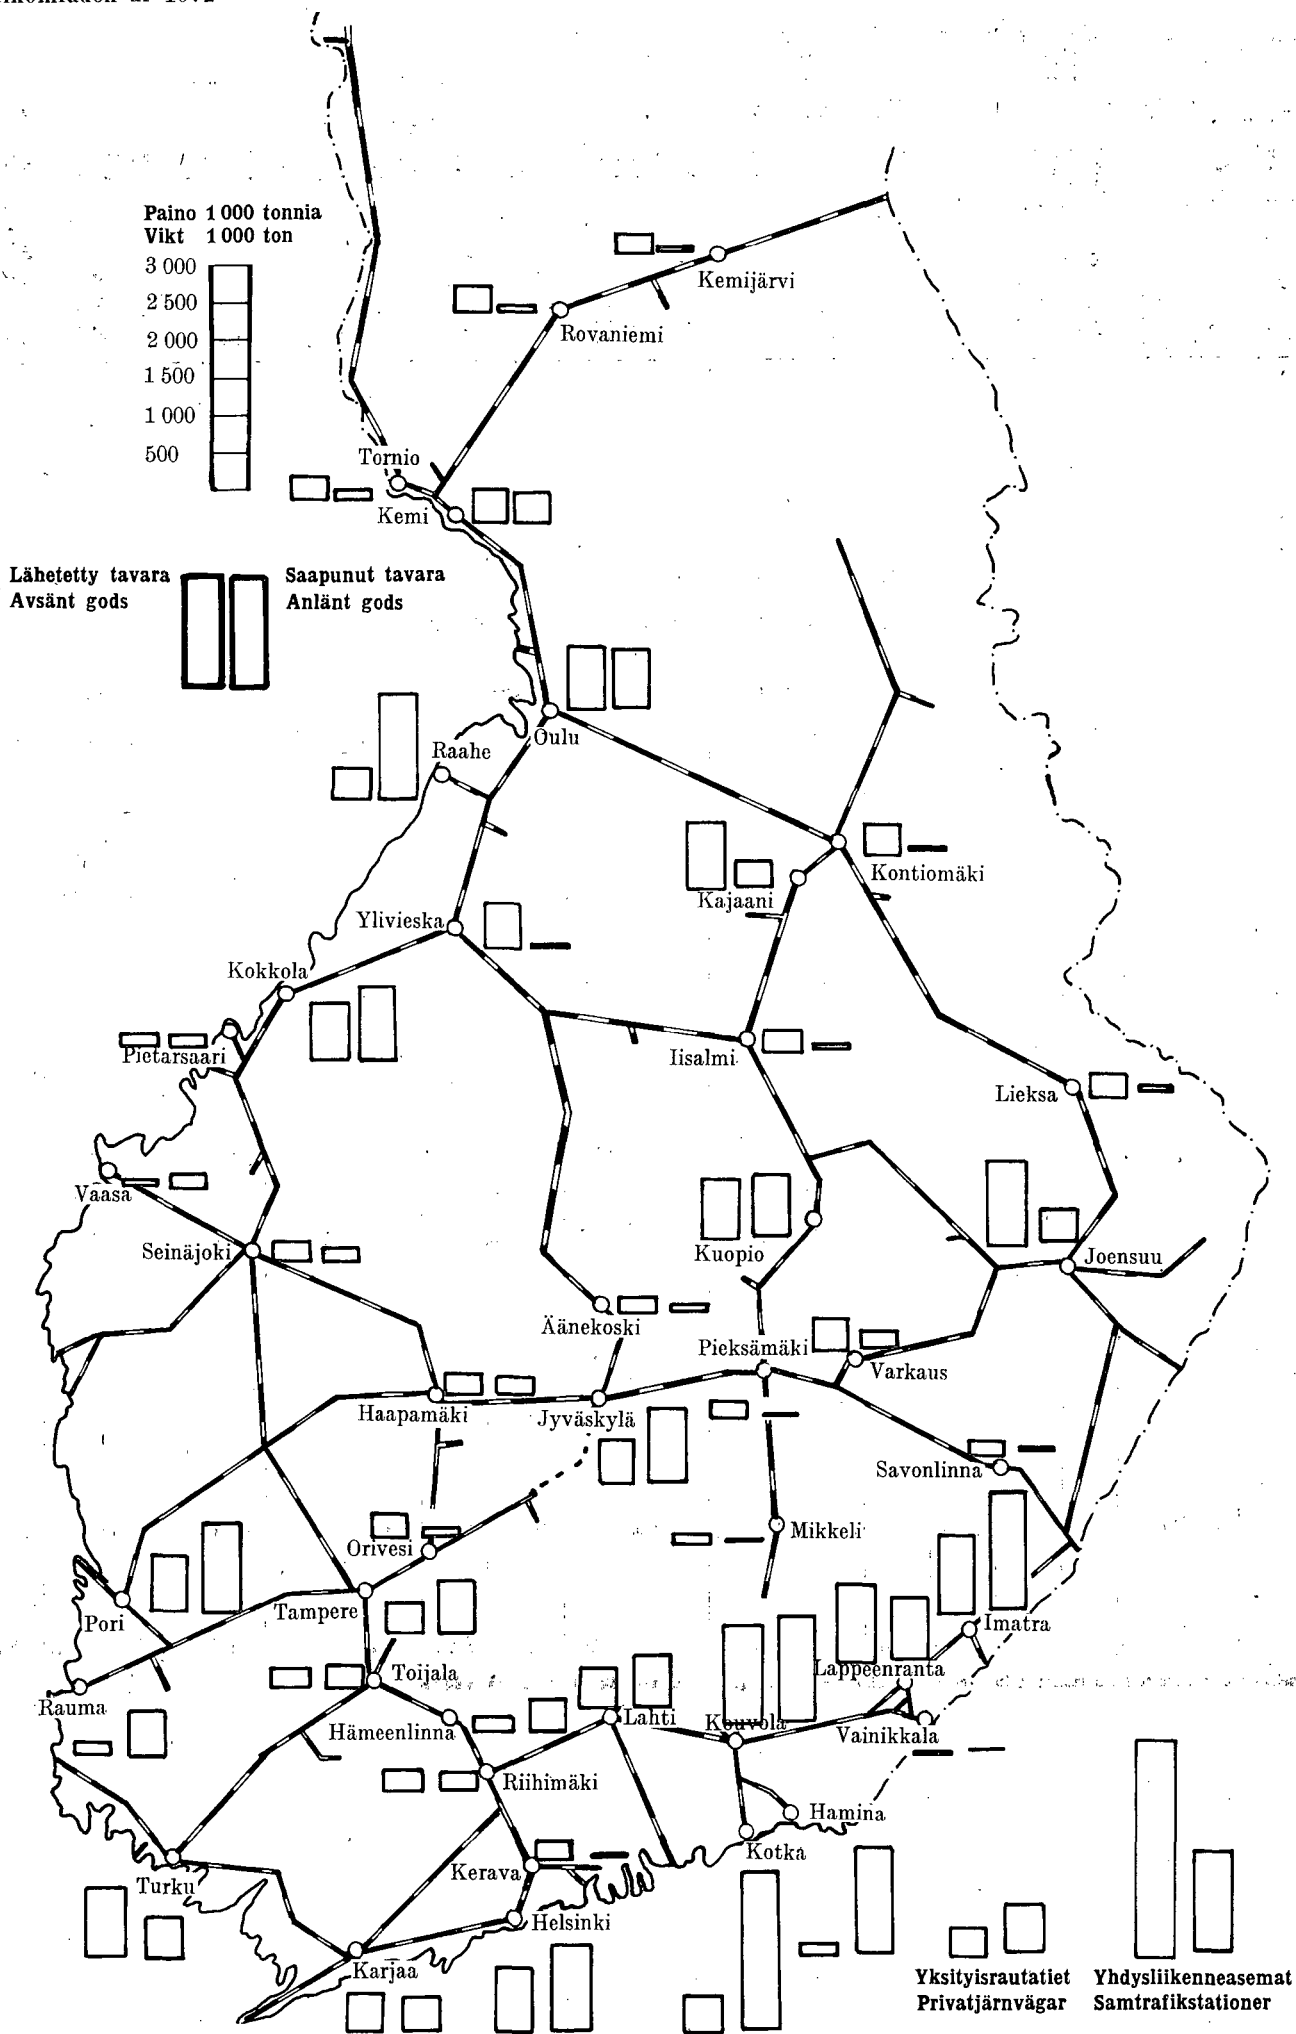 Paino 1 000 tonnia
Vikt 1 000 ton
3 000
2 500
2 000
1 500
1 000
500
Kemijärvi
Rovaniemi
Tornio
Kemi
Lähetetty tavara
Avsänt gods
Saapunut tavara
Anlänt gods
Oulu
Raahe
Kontiomäki
Kajaani
Ylivieska
Kokkola
Pietarsaari
Iisalmi
Lieksa
Vaasa
Seinäjoki
Kuopio
Joensuu
Äänekoski
Pieksämäki
Varkaus
Haapamäki
Jyväskylä
Savonlinna
Mikkeli
Orivesi
Tampere
Pori
Imatra
Lappeenranta
Toijala
Rauma
Hämeenlinna
Lahti
Kouvola
Vainikkala
Riihimäki
Hamina
Kotka
Kerava
Turku
Helsinki
Karjaa
Yksityisrautatiet
Privatjärnvägar
Yhdysliikenneasemat
Samtrafikstationer